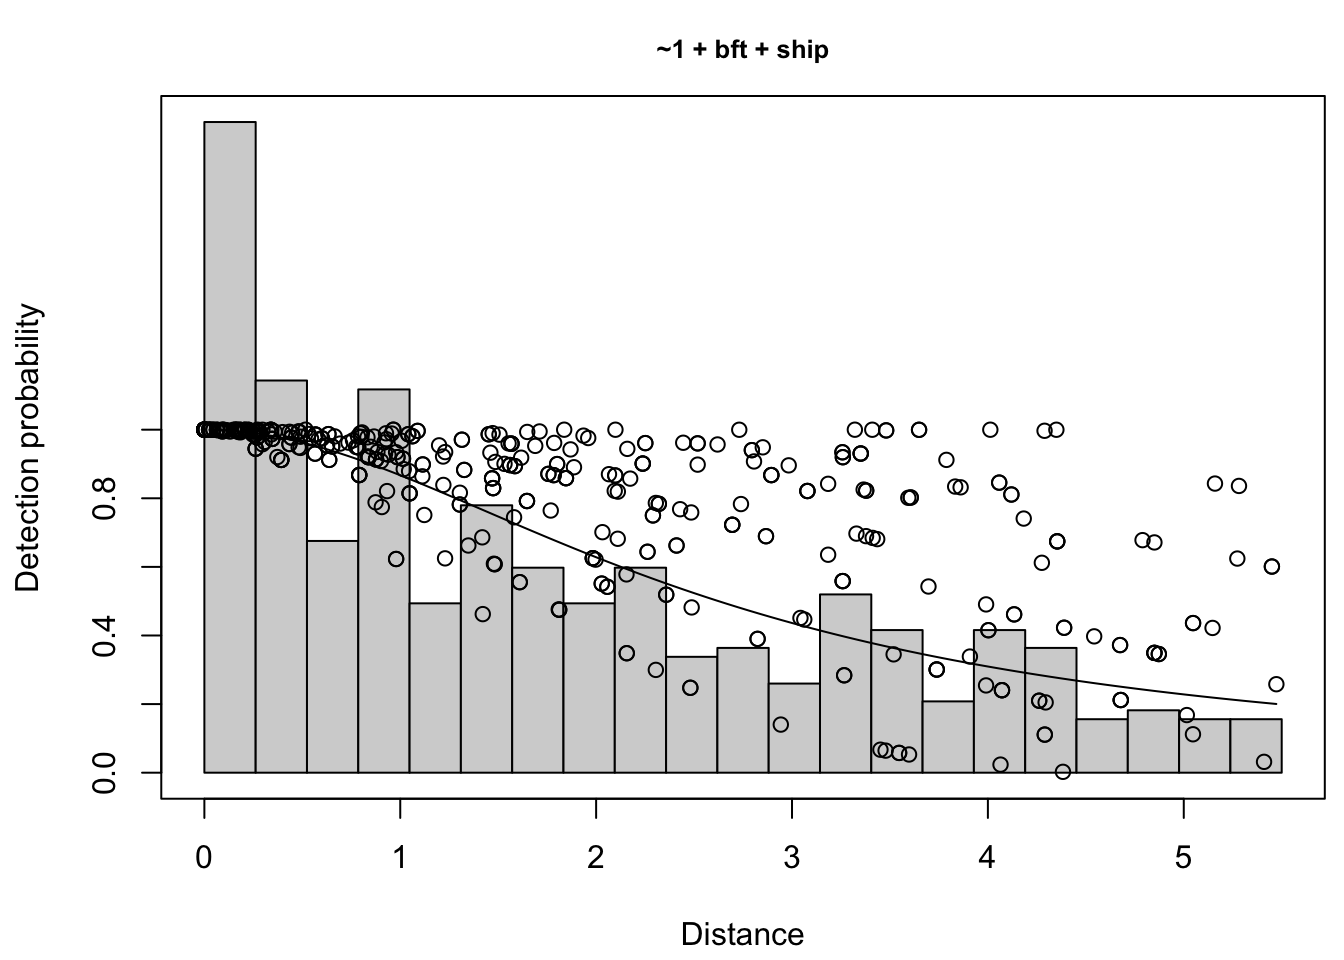 ~1 + bft + ship
Detection probability
0.8
0.4
0.0
0 1 2 3 4 5
Distance